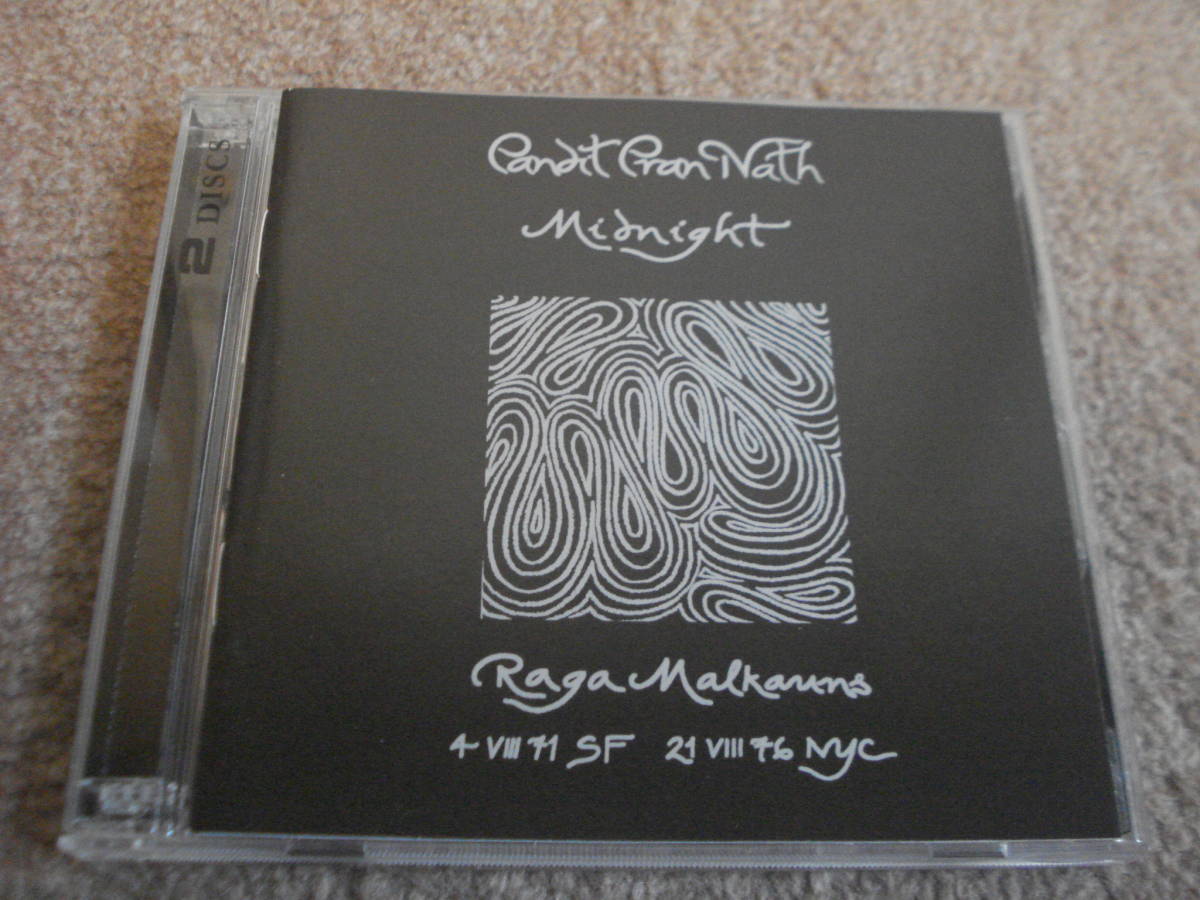 2 DISCS
Pandit Pran Nath
Midnight
Raga Malkauns
4 VIII 71 SF 21 VIII 76 NYC